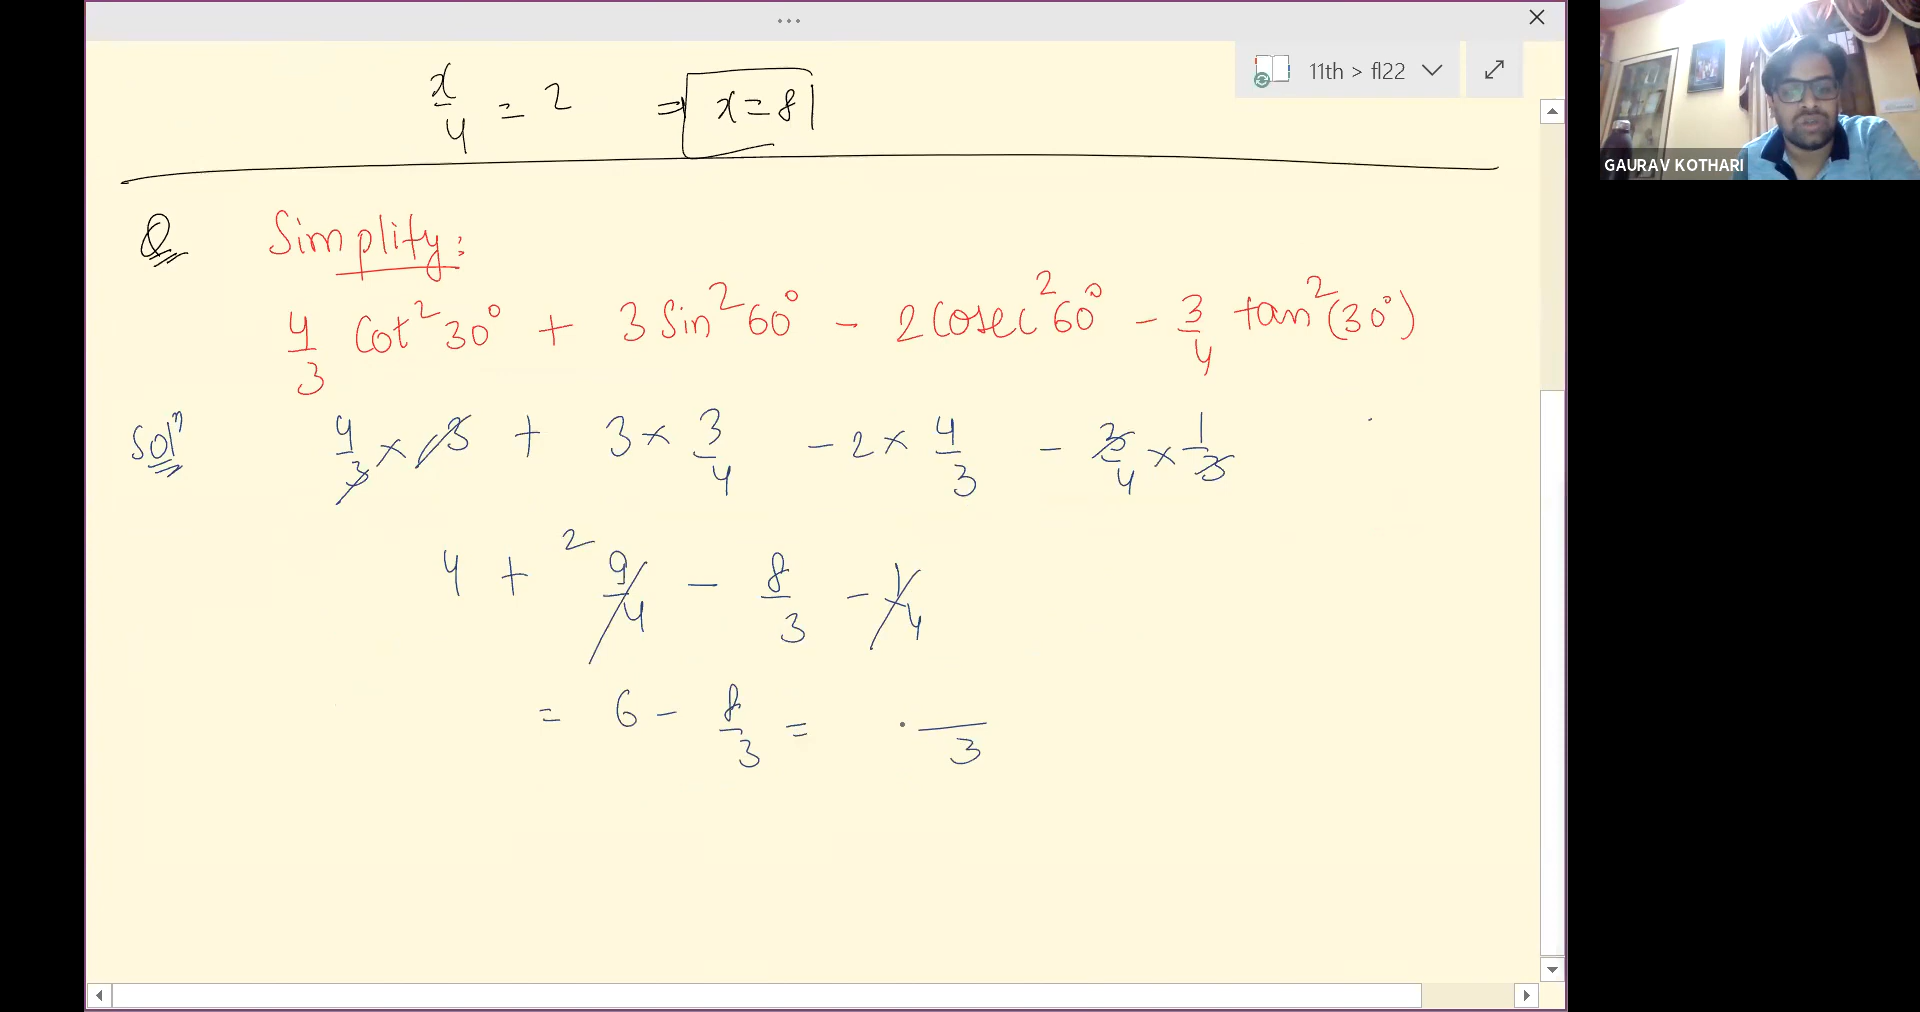 11th > fl22
x/4 = 2 ⇒ x = 8
GAURAV KOTHARI
Q Simplify:
4/3 Cot²30° + 3 Sin²60° - 2 Cosec²60° - 3/4 tan²(30°)
Solⁿ 4/3 × 3 + 3 × 3/4 - 2 × 4/3 - 3/4 × 1/3
4 + 2 9/4 - 8/3 - 1/4
= 6 - 8/3 = /3